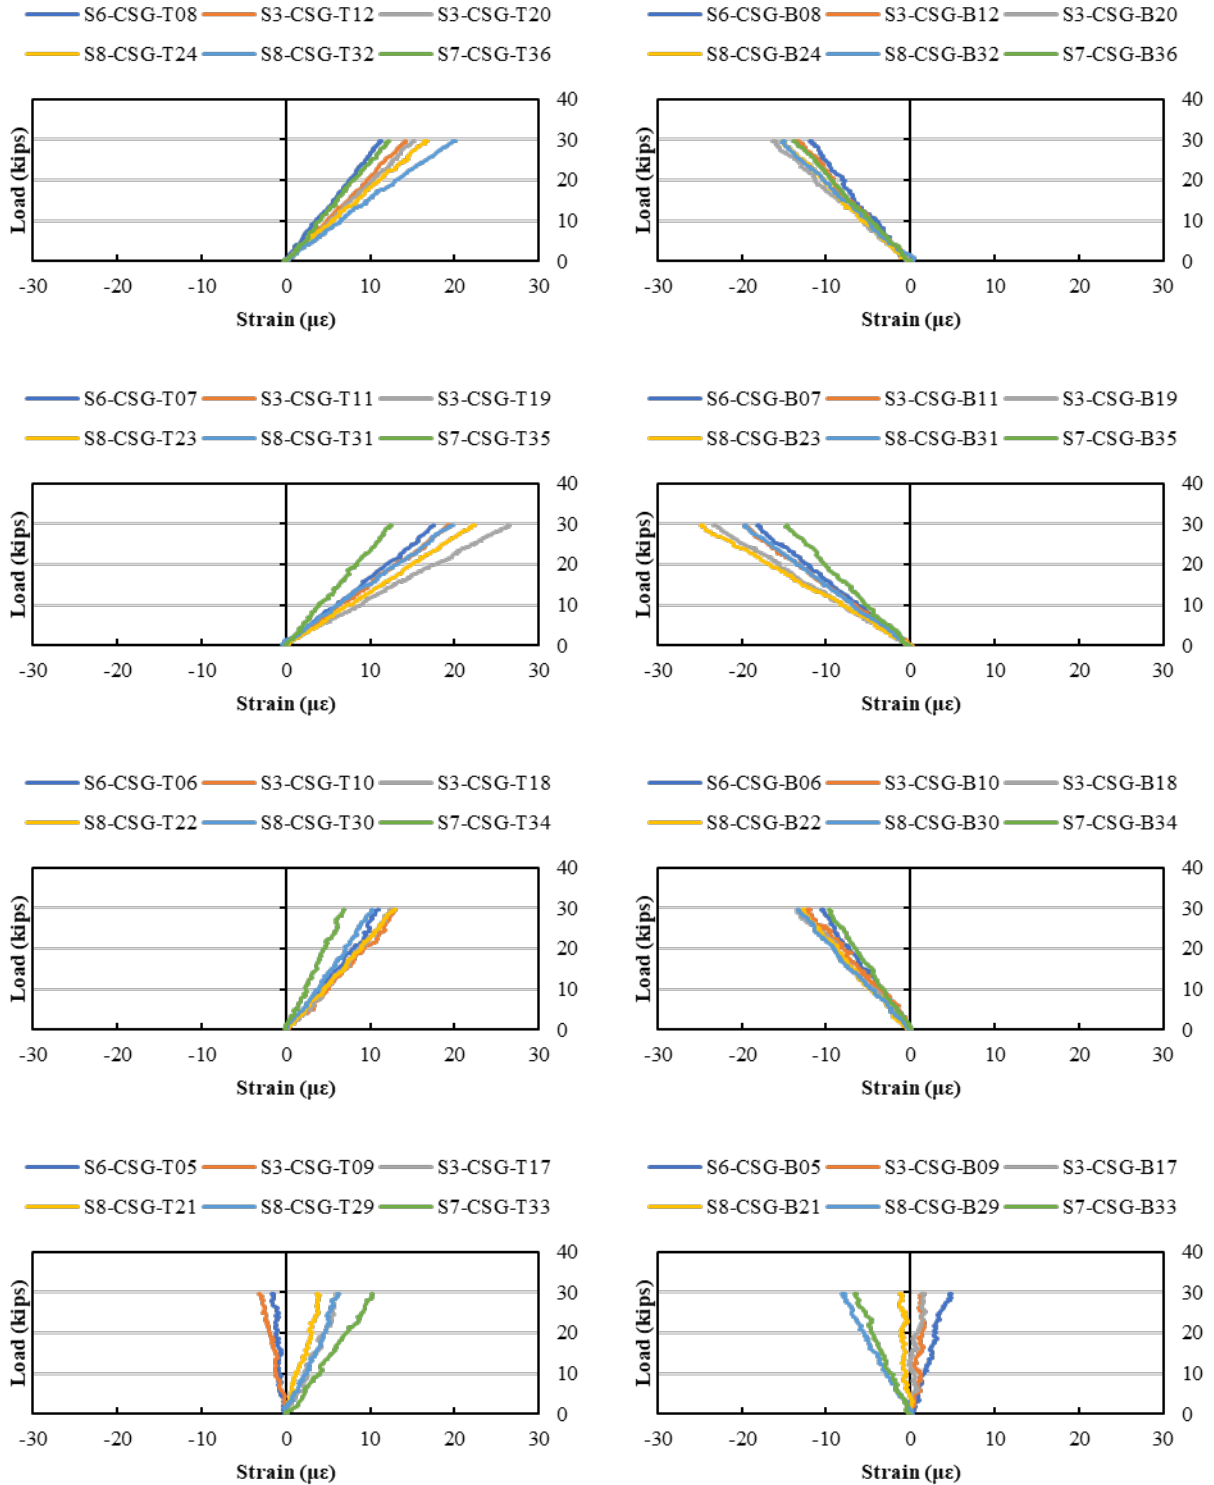 S6-CSG-T08 S3-CSG-T12 S3-CSG-T20
S8-CSG-T24 S8-CSG-T32 S7-CSG-T36
40
30
20
10
0
Load (kips)
-30 -20 -10 0 10 20 30
Strain (με)
S6-CSG-B08 S3-CSG-B12 S3-CSG-B20
S8-CSG-B24 S8-CSG-B32 S7-CSG-B36
40
30
20
10
0
Load (kips)
-30 -20 -10 0 10 20 30
Strain (με)
S6-CSG-T07 S3-CSG-T11 S3-CSG-T19
S8-CSG-T23 S8-CSG-T31 S7-CSG-T35
40
30
20
10
0
Load (kips)
-30 -20 -10 0 10 20 30
Strain (με)
S6-CSG-B07 S3-CSG-B11 S3-CSG-B19
S8-CSG-B23 S8-CSG-B31 S7-CSG-B35
40
30
20
10
0
Load (kips)
-30 -20 -10 0 10 20 30
Strain (με)
S6-CSG-T06 S3-CSG-T10 S3-CSG-T18
S8-CSG-T22 S8-CSG-T30 S7-CSG-T34
40
30
20
10
0
Load (kips)
-30 -20 -10 0 10 20 30
Strain (με)
S6-CSG-B06 S3-CSG-B10 S3-CSG-B18
S8-CSG-B22 S8-CSG-B30 S7-CSG-B34
40
30
20
10
0
Load (kips)
-30 -20 -10 0 10 20 30
Strain (με)
S6-CSG-T05 S3-CSG-T09 S3-CSG-T17
S8-CSG-T21 S8-CSG-T29 S7-CSG-T33
40
30
20
10
0
Load (kips)
-30 -20 -10 0 10 20 30
Strain (με)
S6-CSG-B05 S3-CSG-B09 S3-CSG-B17
S8-CSG-B21 S8-CSG-B29 S7-CSG-B33
40
30
20
10
0
Load (kips)
-30 -20 -10 0 10 20 30
Strain (με)